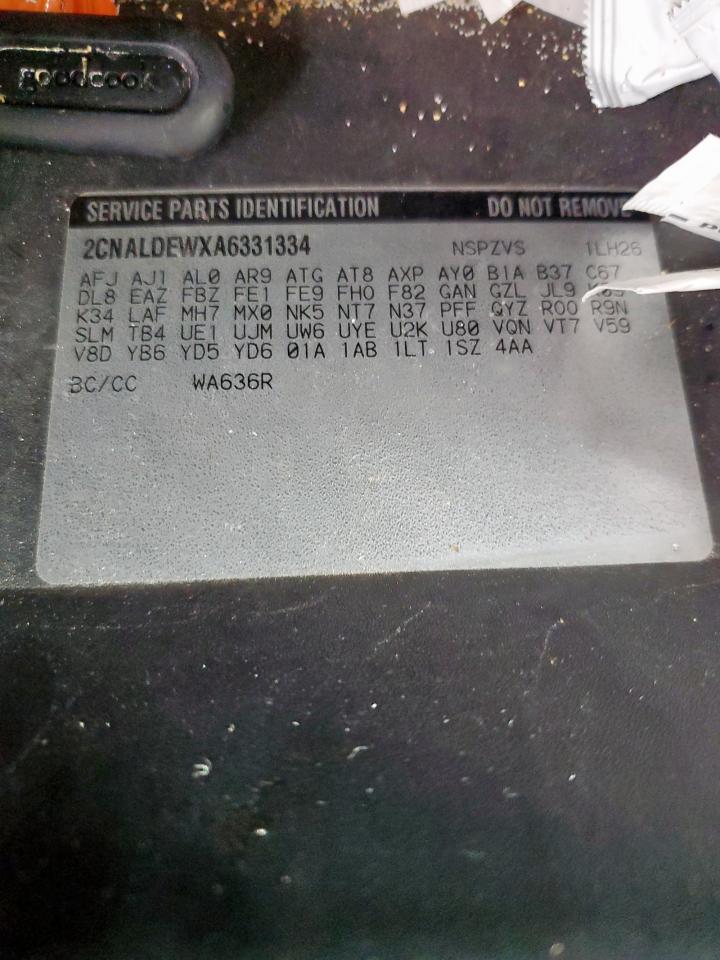 goodcook
SERVICE PARTS IDENTIFICATION DO NOT REMOVE
2CNALDEWXA6331334 NSPZVS 1LH26
AFJ AJ1 AL0 AR9 ATG AT8 AXP AY0 B1A B37 C67
DL8 EAZ FBZ FE1 FE9 FHO F82 GAN GZL JL9
K34 LAF MH7 MX0 NK5 NT7 N37 PFF QYZ ROO R9N
SLM TB4 UE1 UJM UW6 UYE U2K U80 VQN VT7 V59
V8D YB6 YD5 YD6 01A 1AB 1LT 1SZ 4AA
BC/CC WA636R